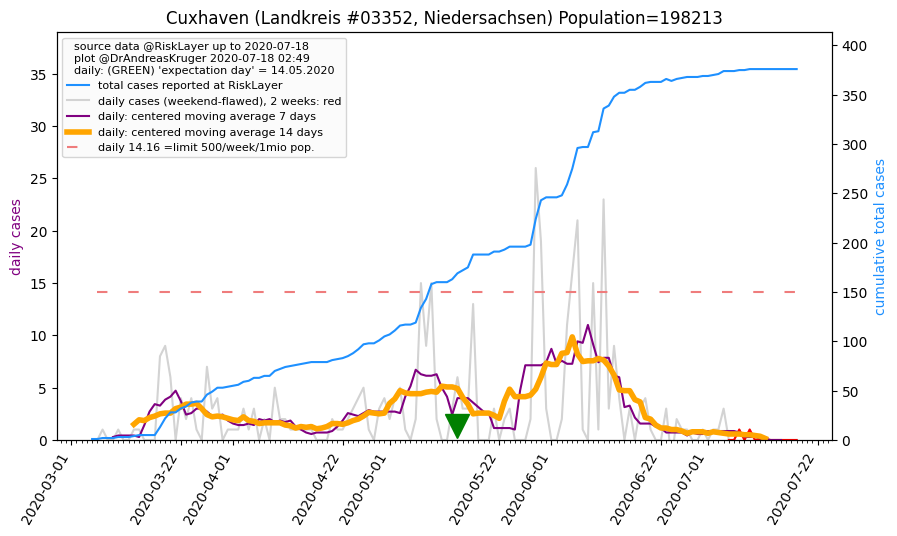 Cuxhaven (Landkreis #03352, Niedersachsen) Population=198213
source data @RiskLayer up to 2020-07-18
plot @DrAndreasKruger 2020-07-18 02:49
daily: (GREEN) 'expectation day' = 14.05.2020
total cases reported at RiskLayer
daily cases (weekend-flawed), 2 weeks: red
daily: centered moving average 7 days
daily: centered moving average 14 days
daily 14.16 =limit 500/week/1mio pop.
daily cases
35
30
25
20
15
10
5
0
cumulative total cases
400
350
300
250
200
150
100
50
0
2020-03-01
2020-03-22
2020-04-01
2020-04-22
2020-05-01
2020-05-22
2020-06-01
2020-06-22
2020-07-01
2020-07-22